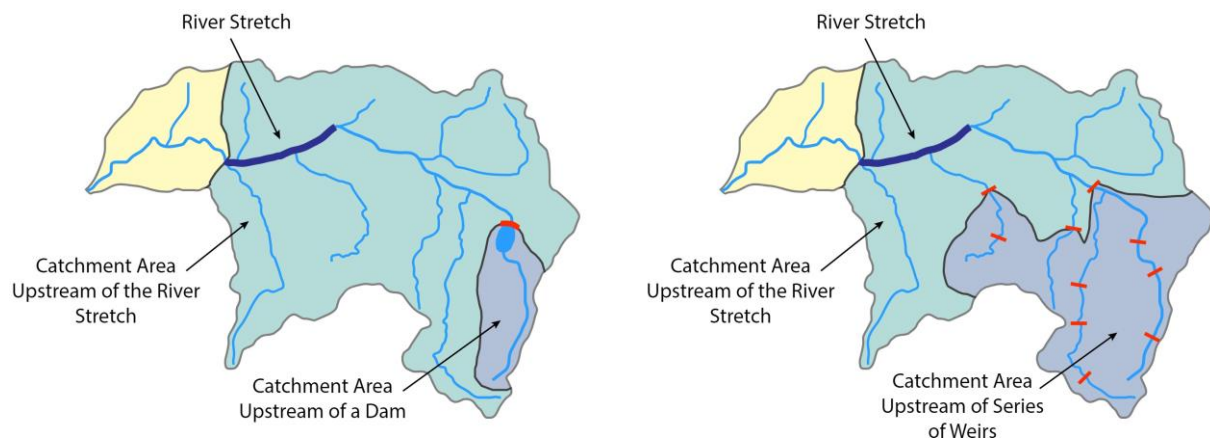 River Stretch
Catchment Area
Upstream of the River
Stretch
Catchment Area
Upstream of a Dam
River Stretch
Catchment Area
Upstream of the River
Stretch
Catchment Area
Upstream of Series
of Weirs